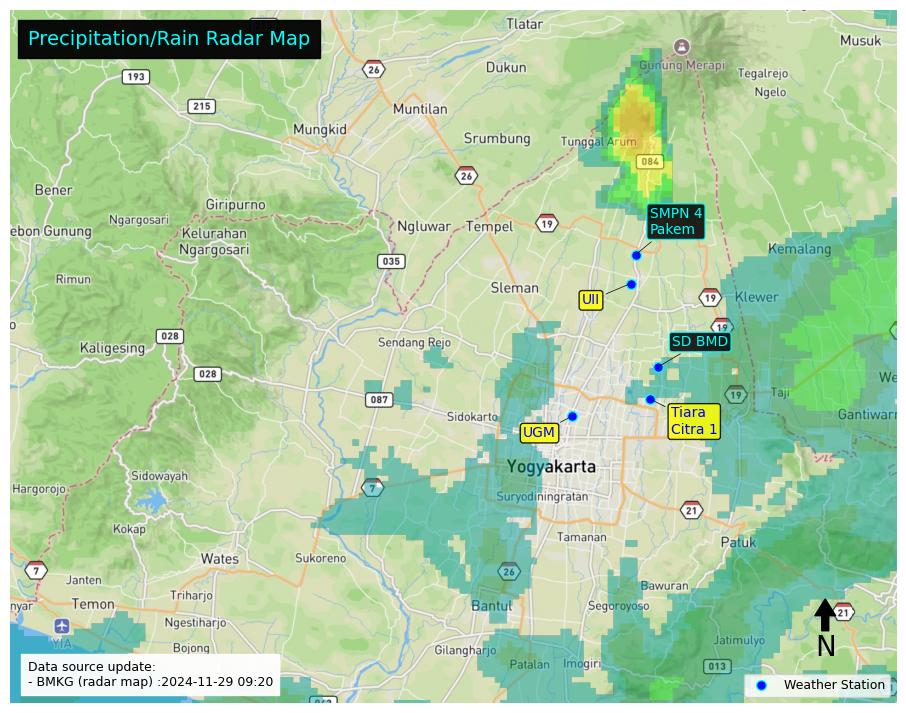 Precipitation/Rain Radar Map
Tlatar
Musuk
26
193
Dukun
Gunung Merapi
Tegalrejo
Ngelo
215
Muntilan
Mungkid
Srumbung
Tunggal Arum
084
26
Bener
Giripurno
SMPN 4
Pakem
Ngargosari
ebon Gunung
Kelurahan
Ngargosari
Ngluwar
Tempel
19
Kemalang
035
Rimun
Sleman
UII
19
Klewer
19
028
Sendang Rejo
SD BMD
Kaligesing
028
We
087
19
Taji
Sidokarto
Tiara
Citra 1
Gantiwar
UGM
Yogyakarta
Sidowayah
Hargorojo
7
Suryodiningratan
21
Kokap
Tamanan
Patuk
Wates
Sukoreno
7
26
Janten
Bawuran
Triharjo
nyar
Temon
Bantul
Segoroyoso
21
Ngestiharjo
YIA
N
Bojong
Gilangharjo
Jatimulyo
Patalan
Imogiri
013
Data source update:
- BMKG (radar map) :2024-11-29 09:20
Weather Station